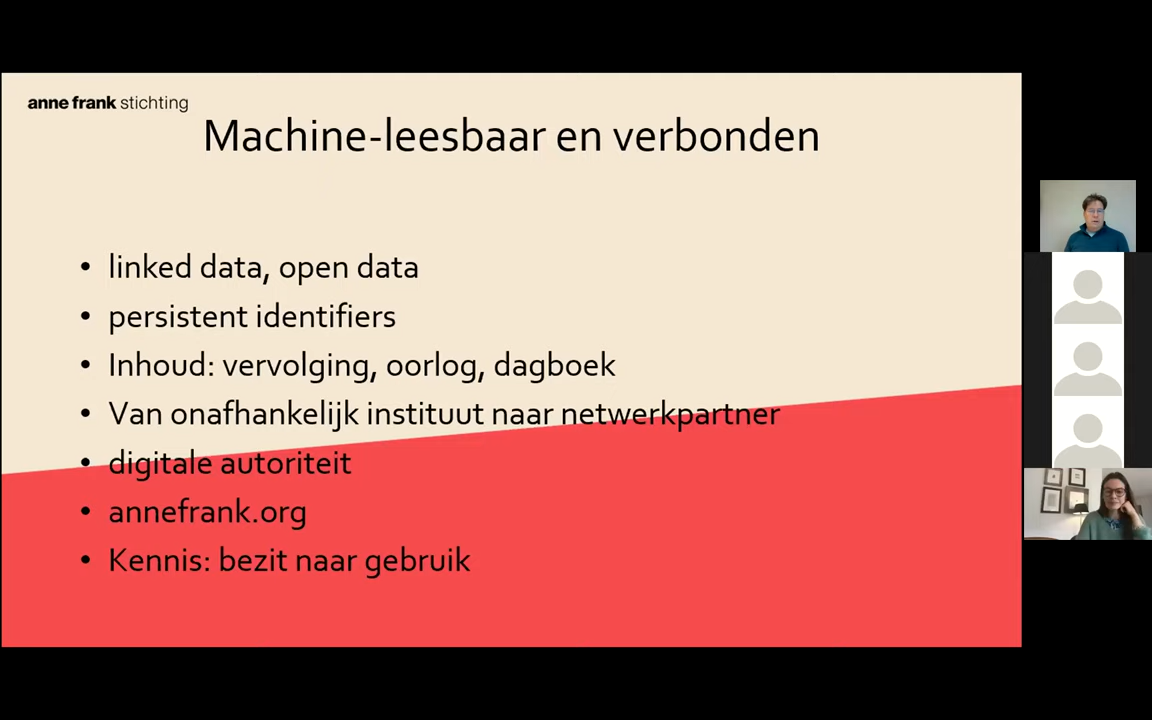 anne frank stichting
Machine-leesbaar en verbonden
• linked data, open data
• persistent identifiers
• Inhoud: vervolging, oorlog, dagboek
• Van onafhankelijk instituut naar netwerkpartner
• digitale autoriteit
• annefrank.org
• Kennis: bezit naar gebruik